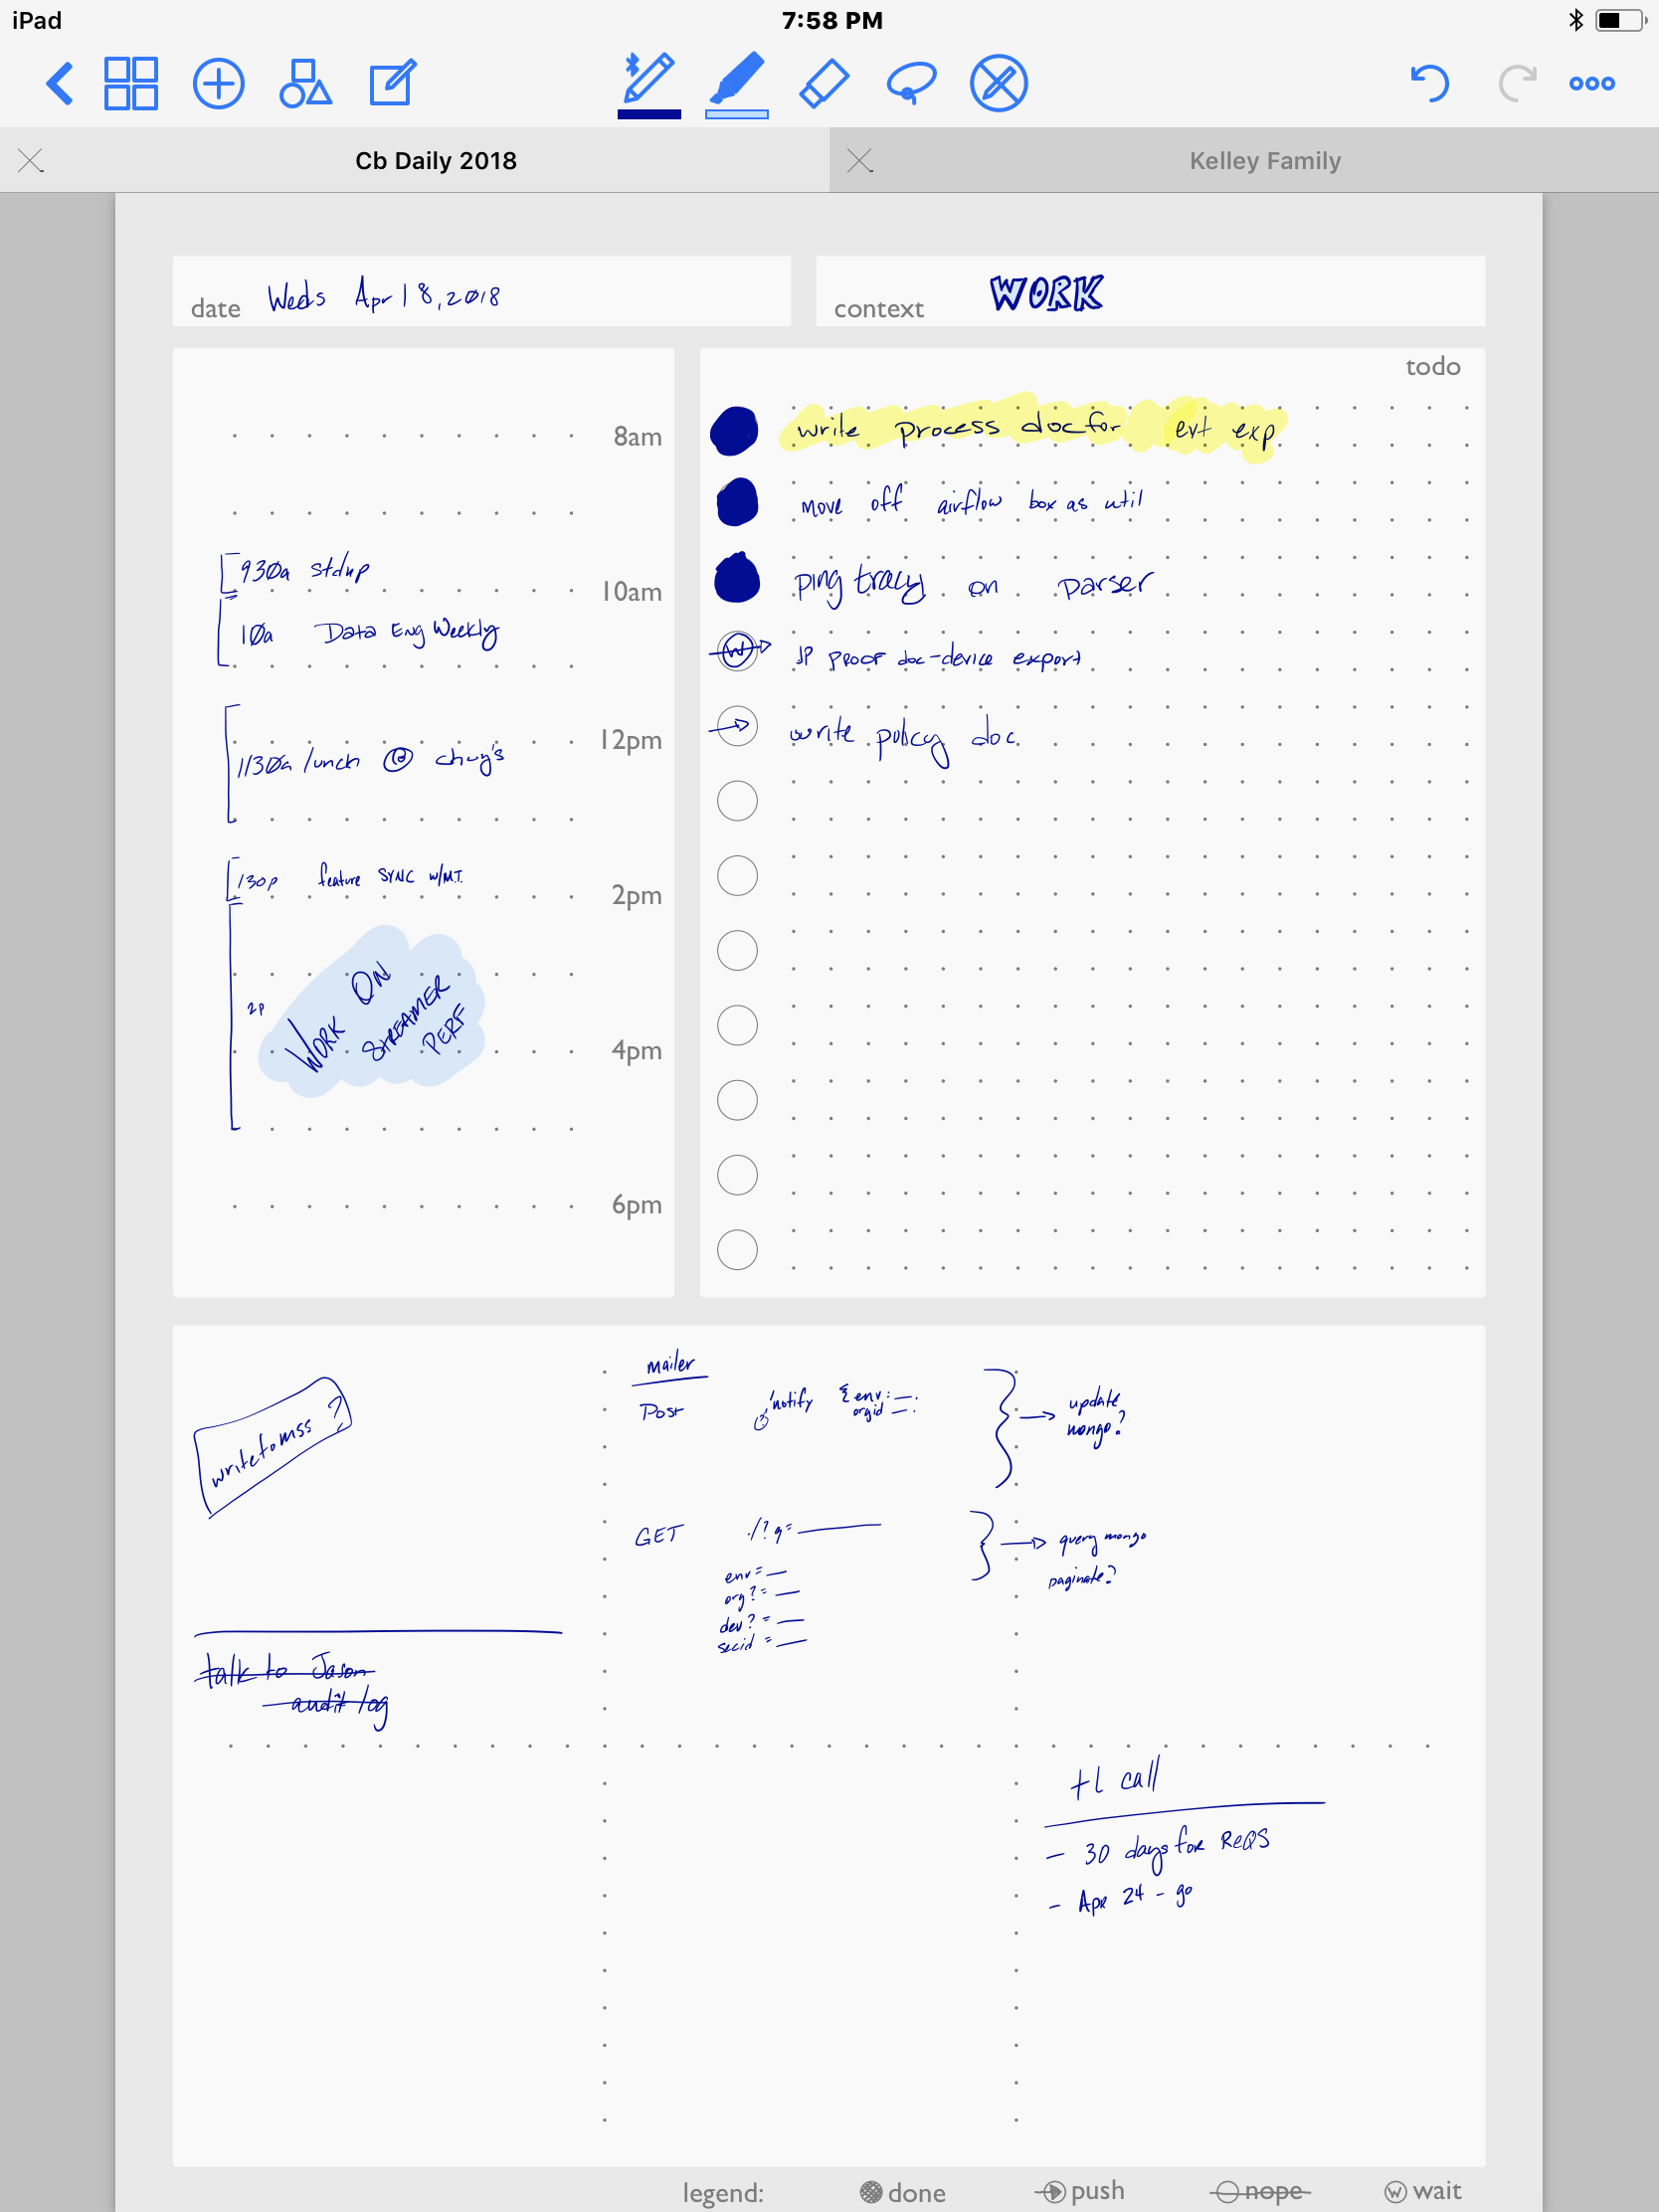 iPad
7:58 PM
Cb Daily 2018
Kelley Family
date Weds Apr 18, 2018
context WORK
8am
930a stdup
10am
10a Data Eng Weekly
12pm
1130a lunch @ chuy's
130p feature SYNC w/M.T.
2pm
2p
WORK ON
STREAMER
PERF
4pm
6pm
todo
write process doc for evt exp
move off airflow box as util
ping tracy on parser
W JP PROOF doc-device export
write policy doc
write to mss ?
talk to Jason
audit log
mailer
Post /notify { env: —:
orgid —:
update
mongo?
GET /? q= ____
env = —
org? = —
dev? = —
secid = —
query mongo
paginate?
tl call
- 30 days for REQS
- Apr 24 - go
legend: done push nope W wait